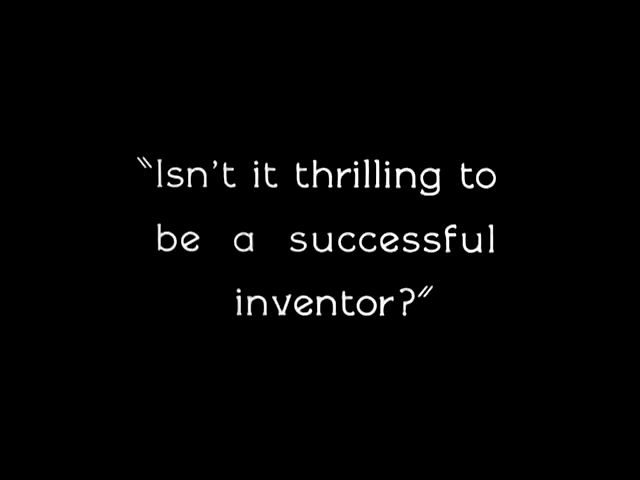 "Isn't it thrilling to
be a successful
inventor?"